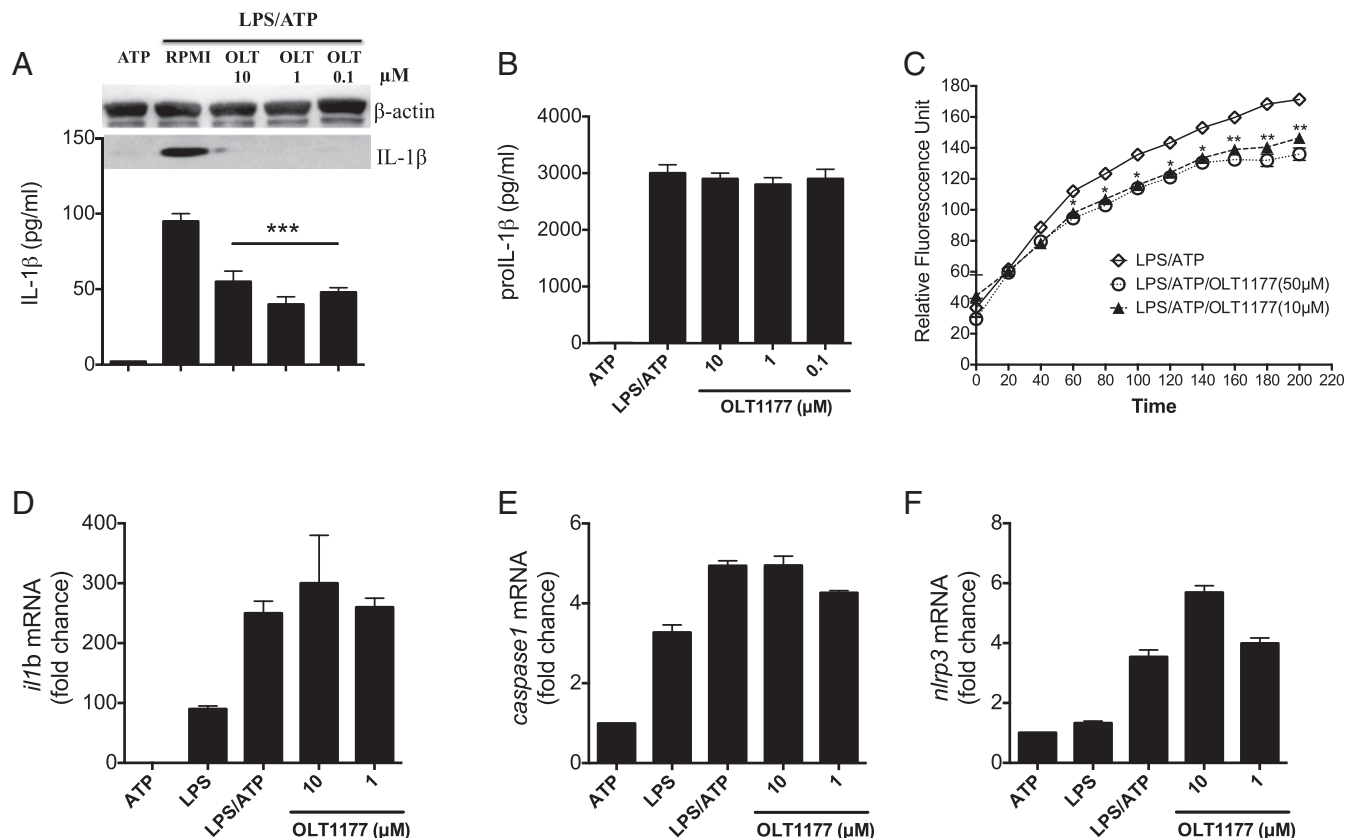 A
LPS/ATP
ATP RPMI OLT OLT OLT
10 1 0.1 µM
β-actin
IL-1β
IL-1β (pg/ml)
150
100
50
0
***
B
prolL-1β (pg/ml)
4000
3000
2000
1000
0
ATP
LPS/ATP
10
1
0.1
OLT1177 (µM)
C
Relative Fluoresccence Unit
180
160
140
120
100
80
60
40
20
0
* * * * * ** ** **
LPS/ATP
LPS/ATP/OLT1177(50µM)
LPS/ATP/OLT1177(10µM)
0 20 40 60 80 100 120 140 160 180 200 220
Time
D
il1b mRNA
(fold chance)
400
300
200
100
0
ATP
LPS
LPS/ATP
10
1
OLT1177 (µM)
E
caspase1 mRNA
(fold chance)
6
4
2
0
ATP
LPS
LPS/ATP
10
1
OLT1177 (µM)
F
nlrp3 mRNA
(fold chance)
8
6
4
2
0
ATP
LPS
LPS/ATP
10
1
OLT1177 (µM)